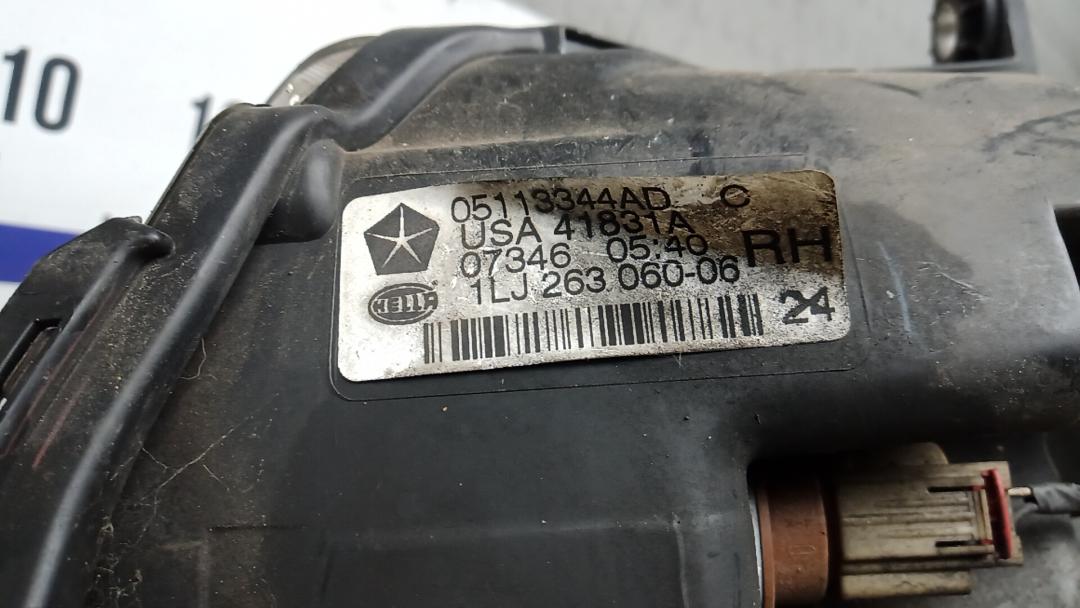 10
05113344AD C
USA 41831A
07346 05:40 RH
1LJ 263 060-06
HELLA
24